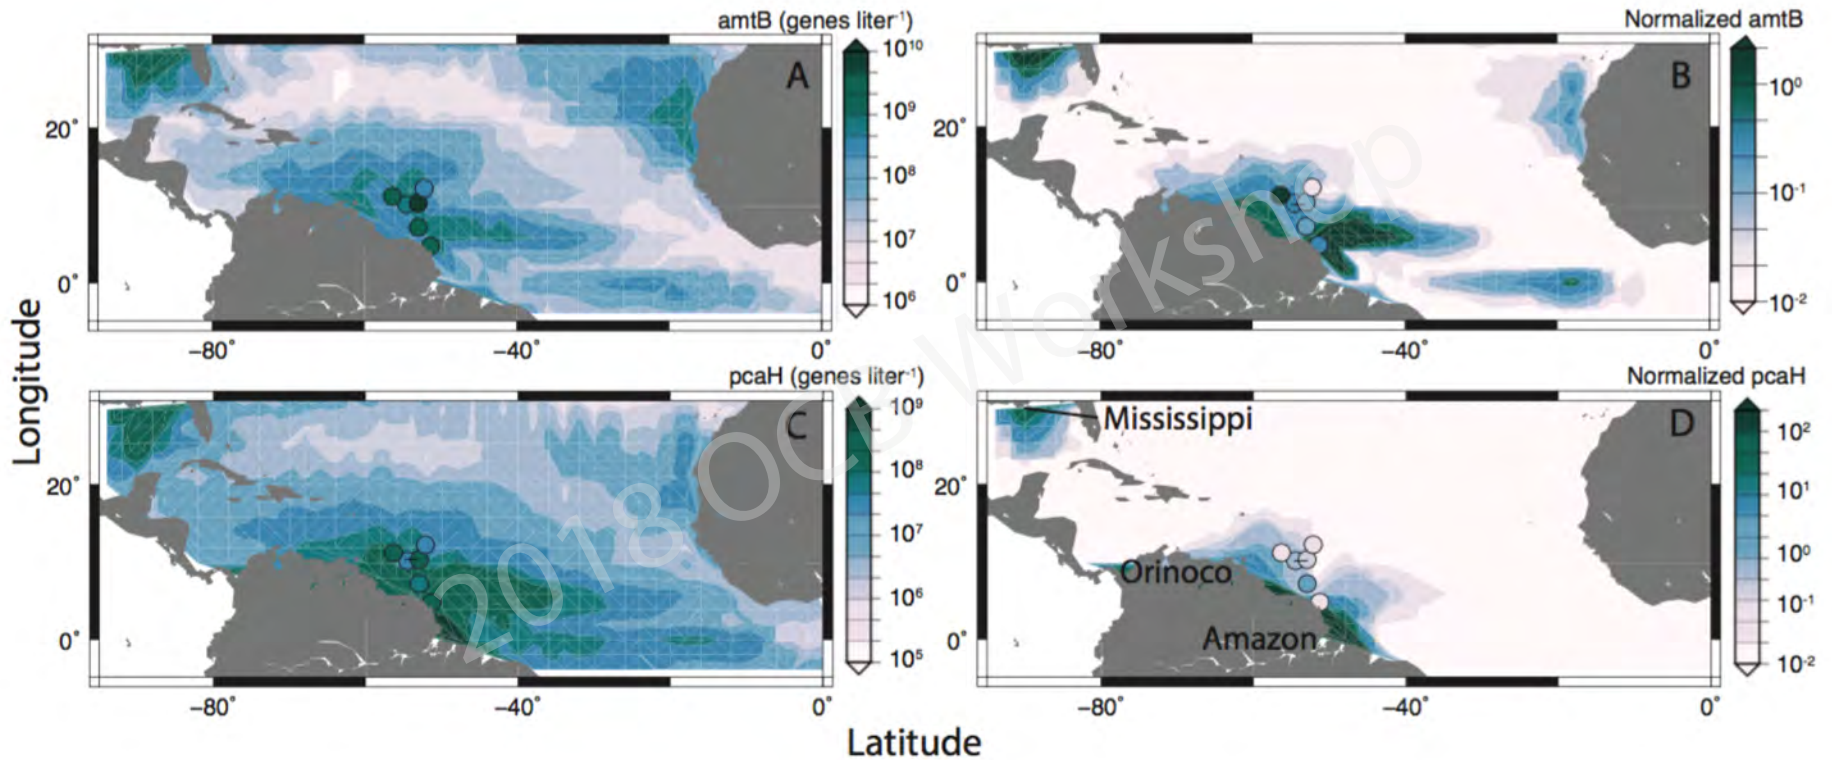 amtB (genes liter⁻¹)
Normalized amtB
A
10¹⁰
10⁹
10⁸
10⁷
10⁶
20˚
0˚
−80˚
−40˚
0˚
B
10⁰
10⁻¹
10⁻²
20˚
0˚
−80˚
−40˚
0˚
Longitude
pcaH (genes liter⁻¹)
Normalized pcaH
C
10⁹
10⁸
10⁷
10⁶
10⁵
20˚
0˚
−80˚
−40˚
0˚
Mississippi
D
Orinoco
Amazon
10²
10¹
10⁰
10⁻¹
10⁻²
20˚
0˚
−80˚
−40˚
0˚
Latitude
2018 OCB Workshop